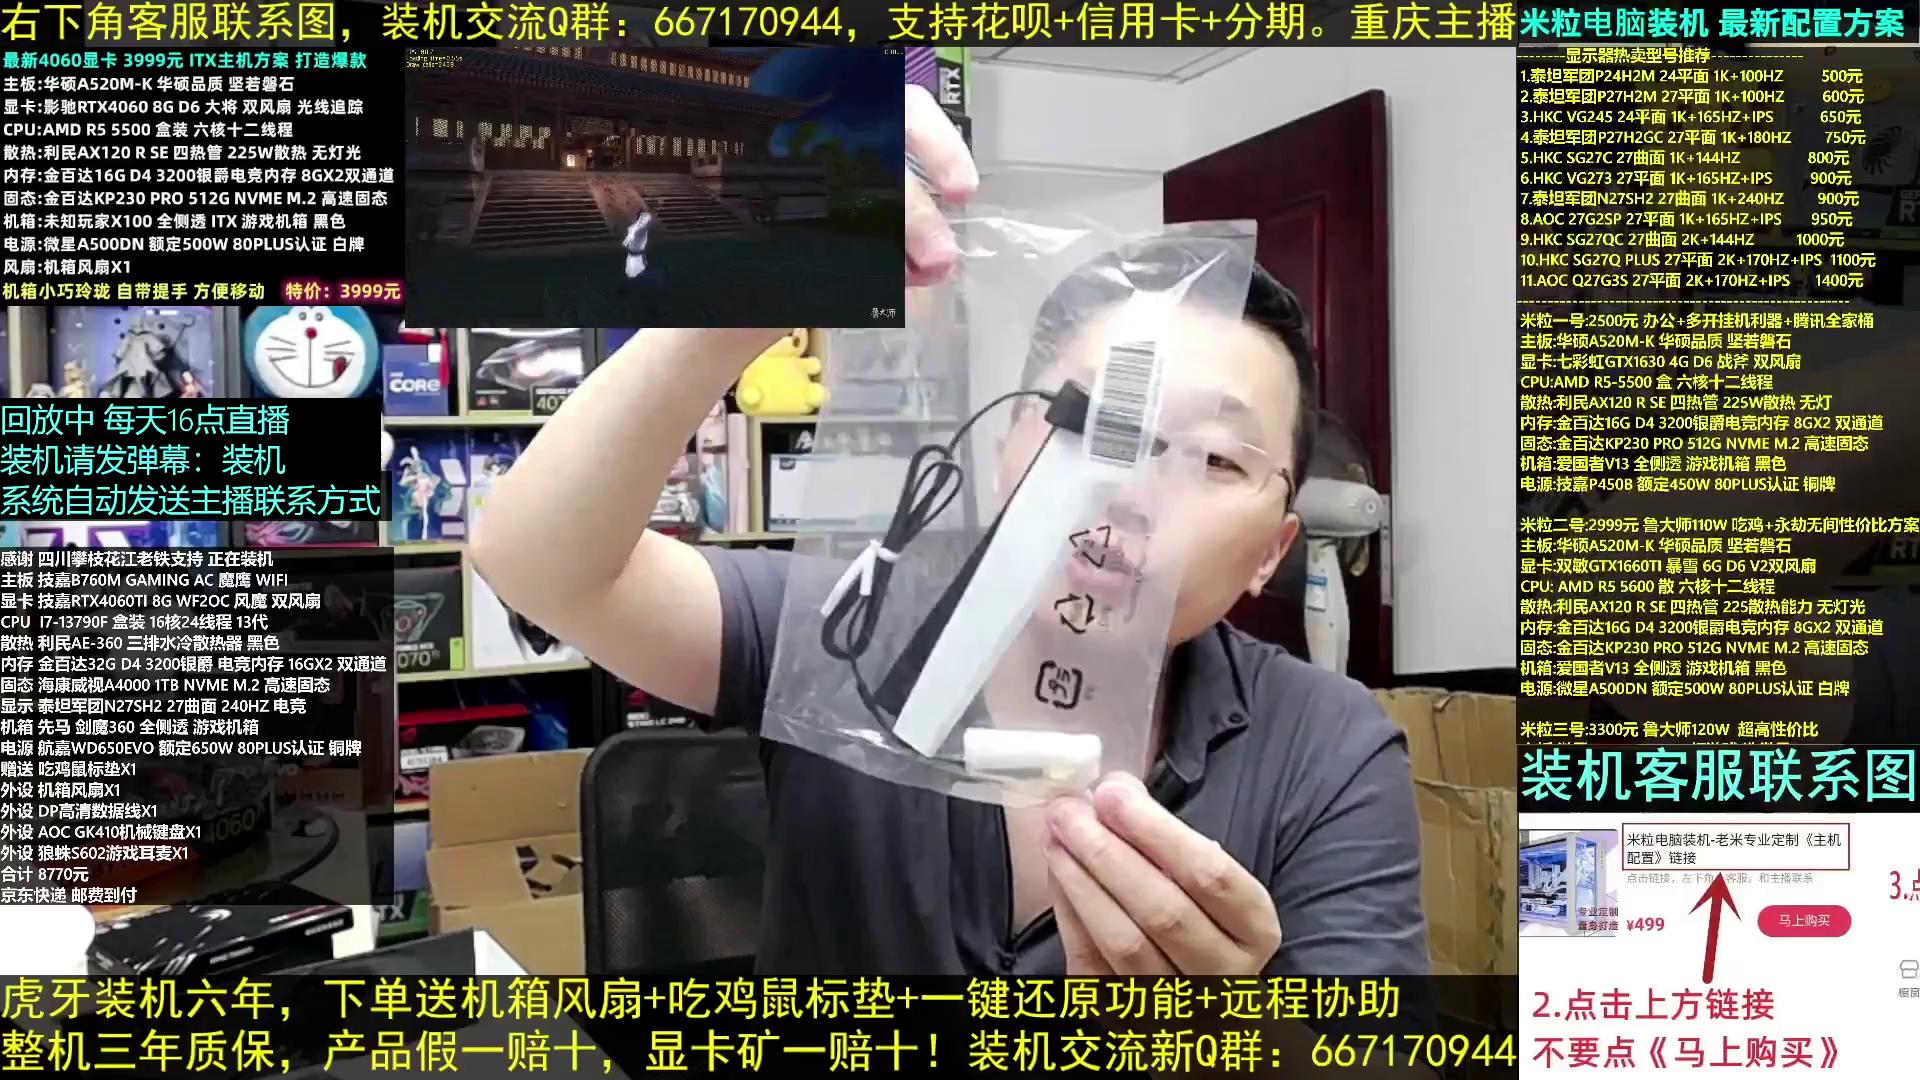 右下角客服联系图，装机交流Q群：667170944，支持花呗+信用卡+分期。重庆主播
米粒电脑装机 最新配置方案
最新4060显卡 3999元 ITX主机方案 打造爆款
主板:华硕A520M-K 华硕品质 坚若磐石
显卡:影驰RTX4060 8G D6 大将 双风扇 光线追踪
CPU:AMD R5 5500 盒装 六核十二线程
散热:利民AX120 R SE 四热管 225W散热 无灯光
内存:金百达16G D4 3200银爵电竞内存 8GX2双通道
固态:金百达KP230 PRO 512G NVME M.2 高速固态
机箱:未知玩家X100 全侧透 ITX 游戏机箱 黑色
电源:微星A500DN 额定500W 80PLUS认证 白牌
风扇:机箱风扇X1
机箱小巧玲珑 自带提手 方便移动 特价：3999元
鲁大师
RTX
CORE
回放中 每天16点直播
装机请发弹幕：装机
系统自动发送主播联系方式
感谢 四川攀枝花江老铁支持 正在装机
主板 技嘉B760M GAMING AC 魔鹰 WIFI
显卡 技嘉RTX4060TI 8G WF2OC 风魔 双风扇
CPU I7-13790F 盒装 16核24线程 13代
散热 利民AE-360 三排水冷散热器 黑色
内存 金百达32G D4 3200银爵 电竞内存 16GX2 双通道
固态 海康威视A4000 1TB NVME M.2 高速固态
显示 泰坦军团N27SH2 27曲面 240HZ 电竞
机箱 先马 剑魔360 全侧透 游戏机箱
电源 航嘉WD650EVO 额定650W 80PLUS认证 铜牌
赠送 吃鸡鼠标垫X1
外设 机箱风扇X1
外设 DP高清数据线X1
外设 AOC GK410机械键盘X1
外设 狼蛛S602游戏耳麦X1
合计 8770元
京东快递 邮费到付
--------显示器热卖型号推荐---------------
1.泰坦军团P24H2M 24平面 1K+100HZ 500元
2.泰坦军团P27H2M 27平面 1K+100HZ 600元
3.HKC VG245 24平面 1K+165HZ+IPS 650元
4.泰坦军团P27H2GC 27平面 1K+180HZ 750元
5.HKC SG27C 27曲面 1K+144HZ 800元
6.HKC VG273 27平面 1K+165HZ+IPS 900元
7.泰坦军团N27SH2 27曲面 1K+240HZ 900元
8.AOC 27G2SP 27平面 1K+165HZ+IPS 950元
9.HKC SG27QC 27曲面 2K+144HZ 1000元
10.HKC SG27Q PLUS 27平面 2K+170HZ+IPS 1100元
11.AOC Q27G3S 27平面 2K+170HZ+IPS 1400元
米粒一号:2500元 办公+多开挂机利器+腾讯全家桶
主板:华硕A520M-K 华硕品质 坚若磐石
显卡:七彩虹GTX1630 4G D6 战斧 双风扇
CPU:AMD R5-5500 盒 六核十二线程
散热:利民AX120 R SE 四热管 225W散热 无灯
内存:金百达16G D4 3200银爵电竞内存 8GX2 双通道
固态:金百达KP230 PRO 512G NVME M.2 高速固态
机箱:爱国者V13 全侧透 游戏机箱 黑色
电源:技嘉P450B 额定450W 80PLUS认证 铜牌
米粒二号:2999元 鲁大师110W 吃鸡+永劫无间性价比方案
主板:华硕A520M-K 华硕品质 坚若磐石
显卡:双敏GTX1660TI 暴雪 6G D6 V2双风扇
CPU: AMD R5 5600 散 六核十二线程
散热:利民AX120 R SE 四热管 225散热能力 无灯光
内存:金百达16G D4 3200银爵电竞内存 8GX2 双通道
固态:金百达KP230 PRO 512G NVME M.2 高速固态
机箱:爱国者V13 全侧透 游戏机箱 黑色
电源:微星A500DN 额定500W 80PLUS认证 白牌
米粒三号:3300元 鲁大师120W 超高性价比
装机客服联系图
米粒电脑装机-老米专业定制《主机
配置》链接
专业定制
量身打造
¥499
马上购买
3.点
橱窗
2.点击上方链接
不要点《马上购买》
虎牙装机六年，下单送机箱风扇+吃鸡鼠标垫+一键还原功能+远程协助
整机三年质保，产品假一赔十，显卡矿一赔十！装机交流新Q群：667170944